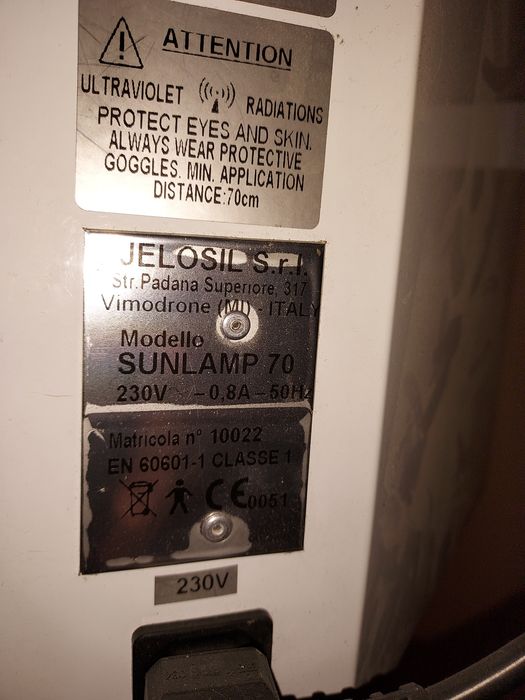 ATTENTION
ULTRAVIOLET RADIATIONS
PROTECT EYES AND SKIN.
ALWAYS WEAR PROTECTIVE
GOGGLES. MIN. APPLICATION
DISTANCE:70cm
JELOSIL S.r.l.
Str.Padana Superiore, 317
Vimodrone (MI) - ITALY
Modello
SUNLAMP 70
230V - 0,8A - 50Hz
Matricola n° 10022
EN 60601-1 CLASSE 1
CE 0051
230V